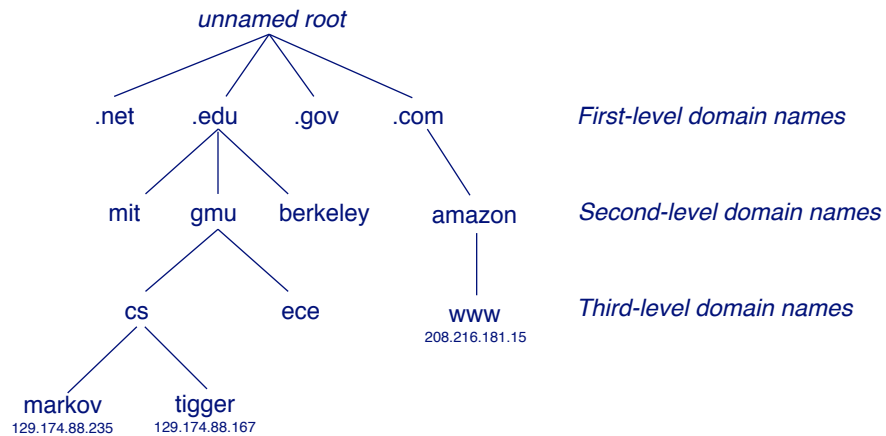 unnamed root
.net .edu .gov .com First-level domain names
mit gmu berkeley amazon Second-level domain names
cs ece www Third-level domain names
208.216.181.15
markov tigger
129.174.88.235 129.174.88.167